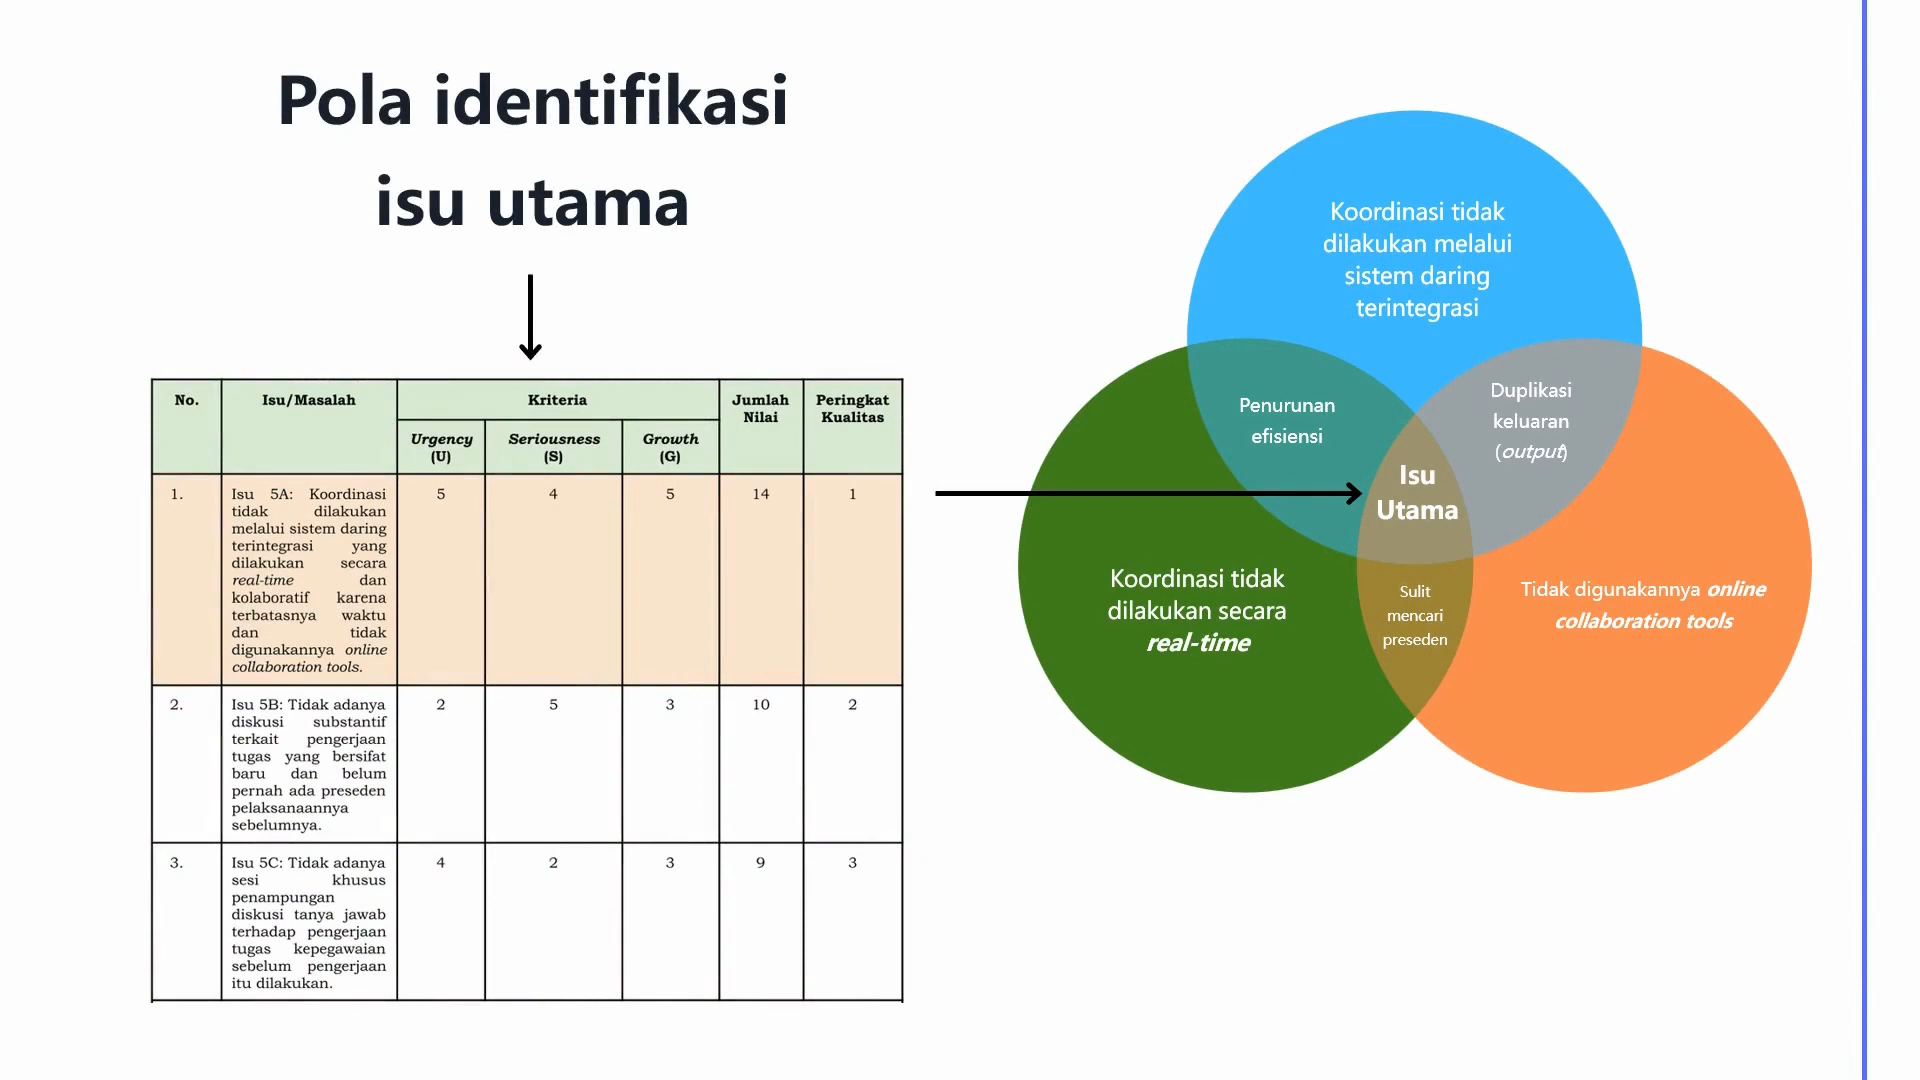 Pola identifikasi
isu utama
No.
Isu/Masalah
Kriteria
Jumlah
Nilai
Peringkat
Kualitas
Urgency
(U)
Seriousness
(S)
Growth
(G)
1.
Isu 5A: Koordinasi
tidak dilakukan
melalui sistem daring
terintegrasi yang
dilakukan secara
real-time dan
kolaboratif karena
terbatasnya waktu
dan tidak
digunakannya online
collaboration tools.
5
4
5
14
1
2.
Isu 5B: Tidak adanya
diskusi substantif
terkait pengerjaan
tugas yang bersifat
baru dan belum
pernah ada preseden
pelaksanaannya
sebelumnya.
2
5
3
10
2
3.
Isu 5C: Tidak adanya
sesi khusus
penampungan
diskusi tanya jawab
terhadap pengerjaan
tugas kepegawaian
sebelum pengerjaan
itu dilakukan.
4
2
3
9
3
Koordinasi tidak
dilakukan melalui
sistem daring
terintegrasi
Penurunan
efisiensi
Duplikasi
keluaran
(output)
Isu
Utama
Koordinasi tidak
dilakukan secara
real-time
Sulit
mencari
preseden
Tidak digunakannya online
collaboration tools